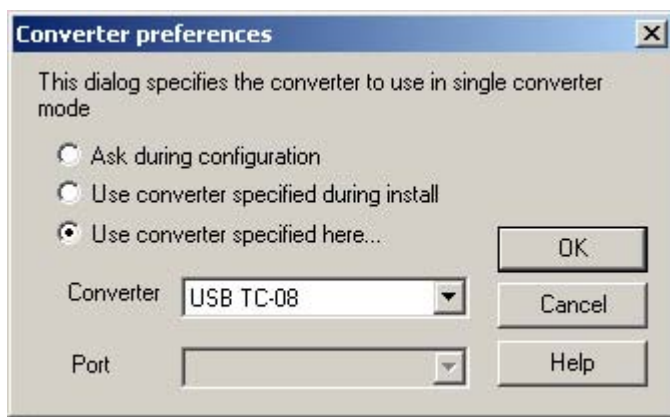 Converter preferences
This dialog specifies the converter to use in single converter
mode
Ask during configuration
Use converter specified during install
Use converter specified here...
OK
Converter USB TC-08
Cancel
Port
Help